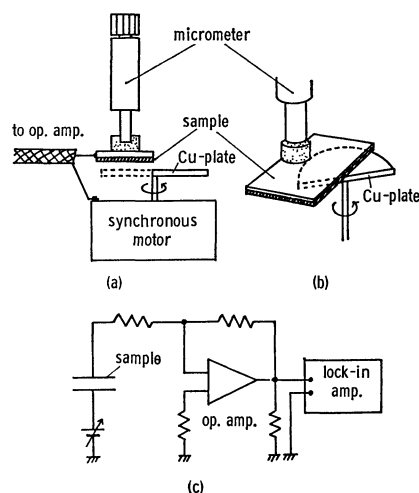 micrometer
to op. amp.
sample
Cu-plate
synchronous
motor
(a)
Cu-plate
(b)
sample
op. amp.
lock-in
amp.
(c)